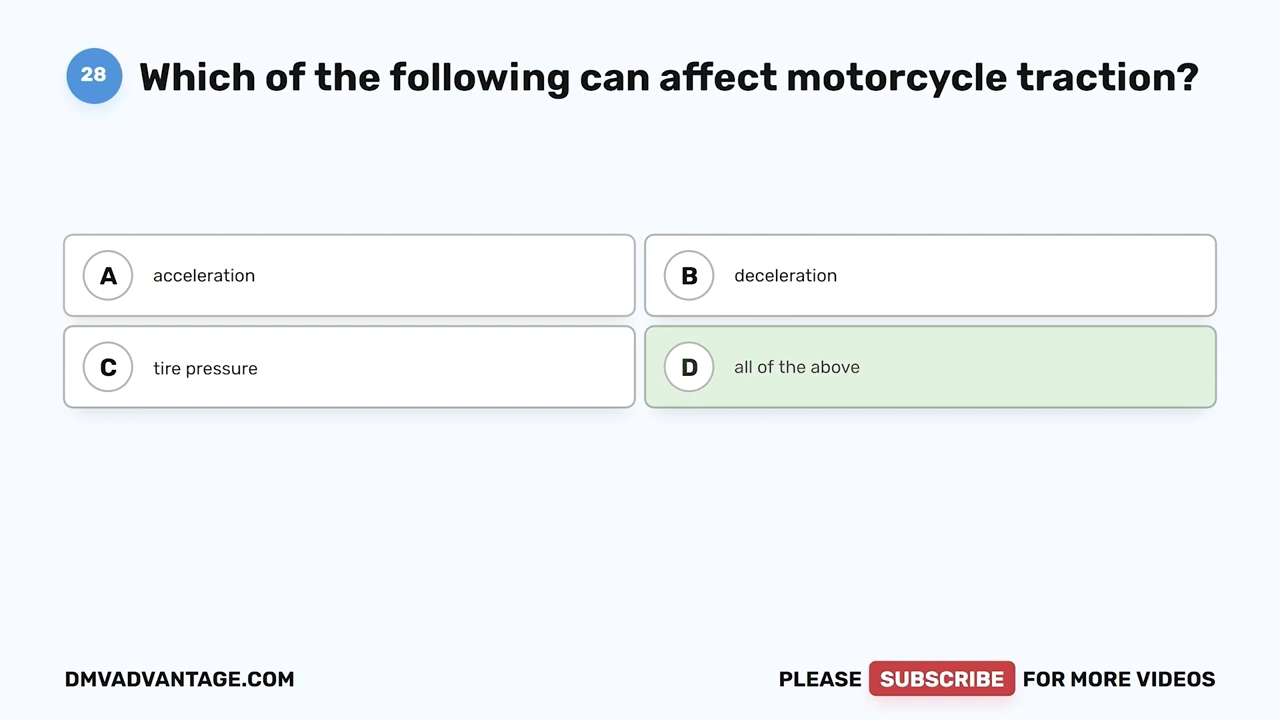 28 Which of the following can affect motorcycle traction?
A acceleration
B deceleration
C tire pressure
D all of the above
DMVADVANTAGE.COM
PLEASE SUBSCRIBE FOR MORE VIDEOS